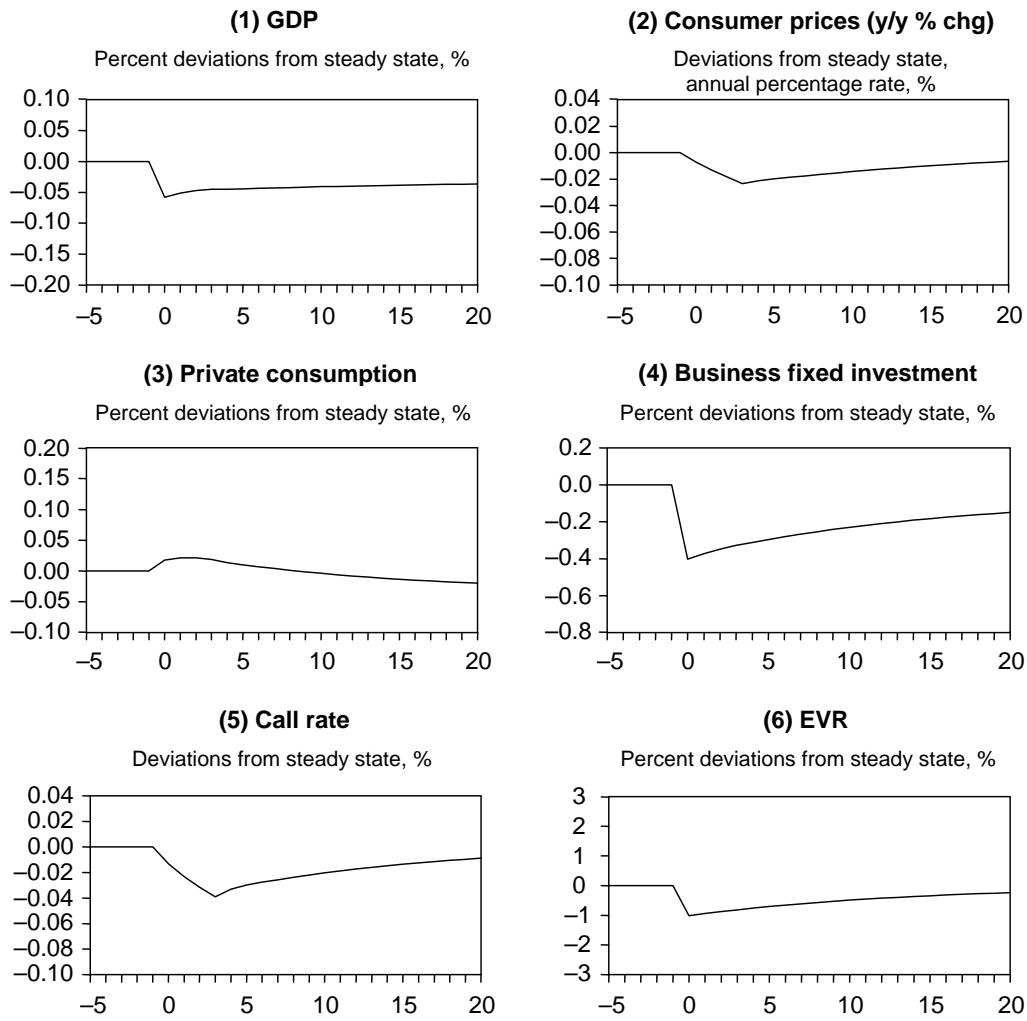 (1) GDP
Percent deviations from steady state, %
0.10
0.05
0.00
–0.05
–0.10
–0.15
–0.20
–5 0 5 10 15 20
(2) Consumer prices (y/y % chg)
Deviations from steady state,
annual percentage rate, %
0.04
0.02
0.00
–0.02
–0.04
–0.06
–0.08
–0.10
–5 0 5 10 15 20
(3) Private consumption
Percent deviations from steady state, %
0.20
0.15
0.10
0.05
0.00
–0.05
–0.10
–5 0 5 10 15 20
(4) Business fixed investment
Percent deviations from steady state, %
0.2
0.0
–0.2
–0.4
–0.6
–0.8
–5 0 5 10 15 20
(5) Call rate
Deviations from steady state, %
0.04
0.02
0.00
–0.02
–0.04
–0.06
–0.08
–0.10
–5 0 5 10 15 20
(6) EVR
Percent deviations from steady state, %
3
2
1
0
–1
–2
–3
–5 0 5 10 15 20